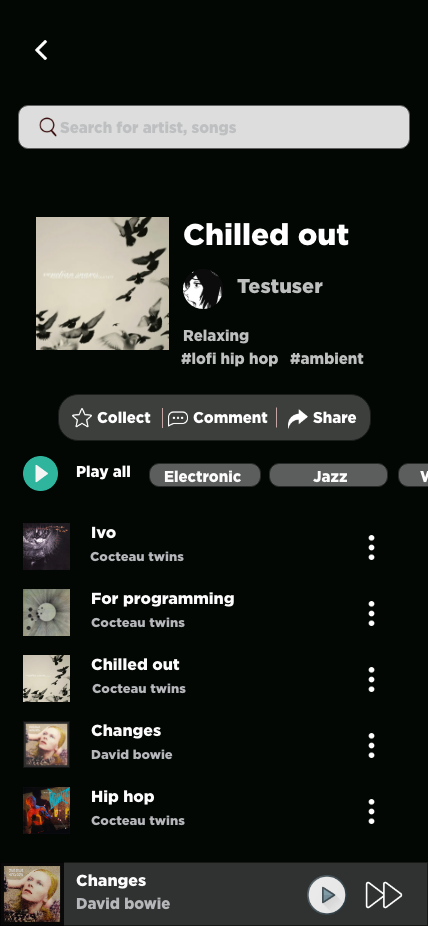 Search for artist, songs
Chilled out
Testuser
Relaxing
#lofi hip hop #ambient
Collect Comment Share
Play all Electronic Jazz
Ivo
Cocteau twins
For programming
Cocteau twins
Chilled out
Cocteau twins
Changes
David bowie
Hip hop
Cocteau twins
Changes
David bowie